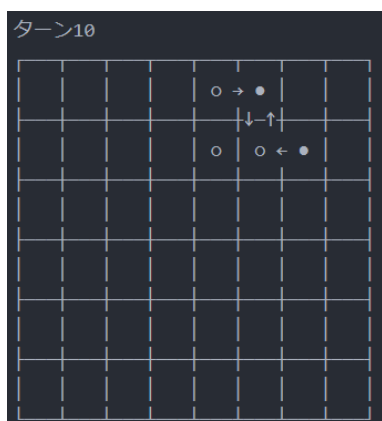 ターン10
○ → ●
↓─↑
○ ○ ← ●